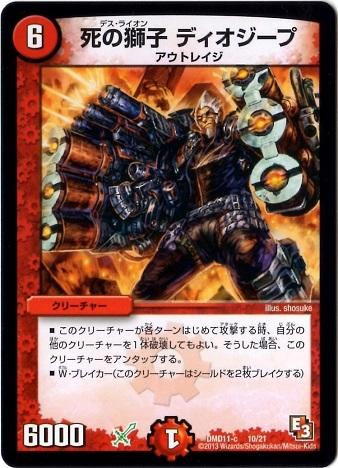 6
デス・ライオン
死の獅子 ディオジープ
アウトレイジ
illus. shosuke
クリーチャー
■ このクリーチャーが各ターンはじめて攻撃する時、自分の
他のクリーチャーを1体破壊してもよい。そうした場合、この
クリーチャーをアンタップする。
■ W・ブレイカー(このクリーチャーはシールドを2枚ブレイクする)
6000
1
DMD11-c 10/21
©2013 Wizards/Shogakukan/Mitsui-Kids
E3